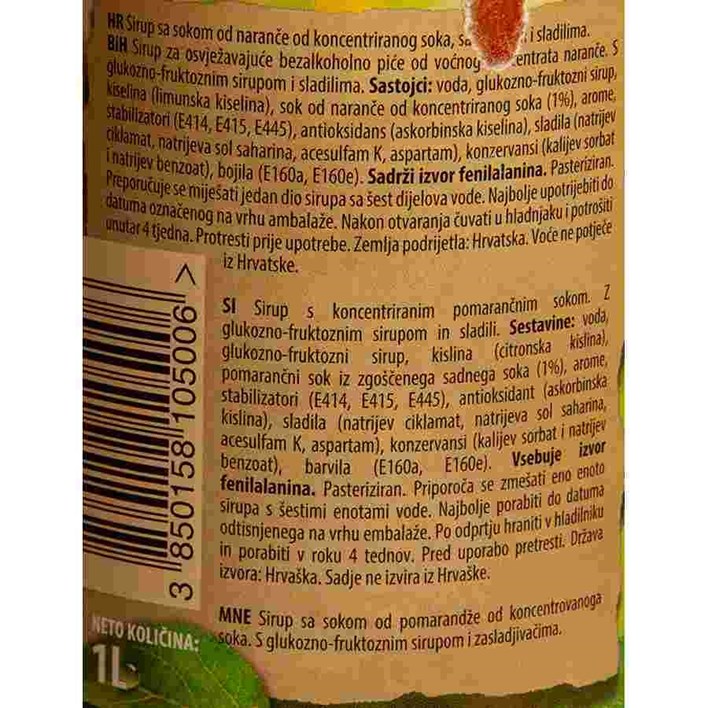 HR Sirup sa sokom od naranče od koncentriranog soka, i sladilima.
BiH Sirup za osvježavajuće bezalkoholno piće od voćnog naranče. S
glukozno-fruktoznim sirupom i sladilima. Sastojci: voda, glukozno-fruktozni sirup,
kiselina (limunska kiselina), sok od naranče od koncentriranog soka (1%), arome,
stabilizatori (E414, E415, E445), antioksidans (askorbinska kiselina), sladila (natrijev
ciklamat, natrijeva sol saharina, acesulfam K, aspartam), konzervansi (kalijev sorbat
i natrijev benzoat), bojila (E160a, E160e). Sadrži izvor fenilalanina. Pasteriziran.
Preporučuje se miješati jedan dio sirupa sa šest dijelova vode. Najbolje upotrijebiti do
datuma označenog na vrhu ambalaže. Nakon otvaranja čuvati u hladnjaku i potrošiti
unutar 4 tjedna. Protresti prije upotrebe. Zemlja podrijetla: Hrvatska. Voće ne potječe
iz Hrvatske.
SI Sirup s koncentriranim pomarančnim sokom. Z
glukozno-fruktoznim sirupom in sladili. Sestavine: voda,
glukozno-fruktozni sirup, kislina (citronska kislina),
pomarančni sok iz zgoščenega sadnega soka (1%), arome,
stabilizatori (E414, E415, E445), antioksidant (askorbinska
kislina), sladila (natrijev ciklamat, natrijeva sol saharina,
acesulfam K, aspartam), konzervansi (kalijev sorbat i natrijev
benzoat), barvila (E160a, E160e). Vsebuje izvor
fenilalanina. Pasteriziran. Priporoča se zmešati eno enoto
sirupa s šestimi enotami vode. Najbolje porabiti do datuma
odtisnjenega na vrhu embalaže. Po odprtju hraniti v hladilniku
in porabiti v roku 4 tednov. Pred uporabo pretresti. Država
izvora: Hrvaška. Sadje ne izvira iz Hrvaške.
MNE Sirup sa sokom od pomarandže od koncentrovanoga
soka. S glukozno-fruktoznim sirupom i zaslađivačima.
3 850158 105006 >
NETO KOLIČINA:
1L